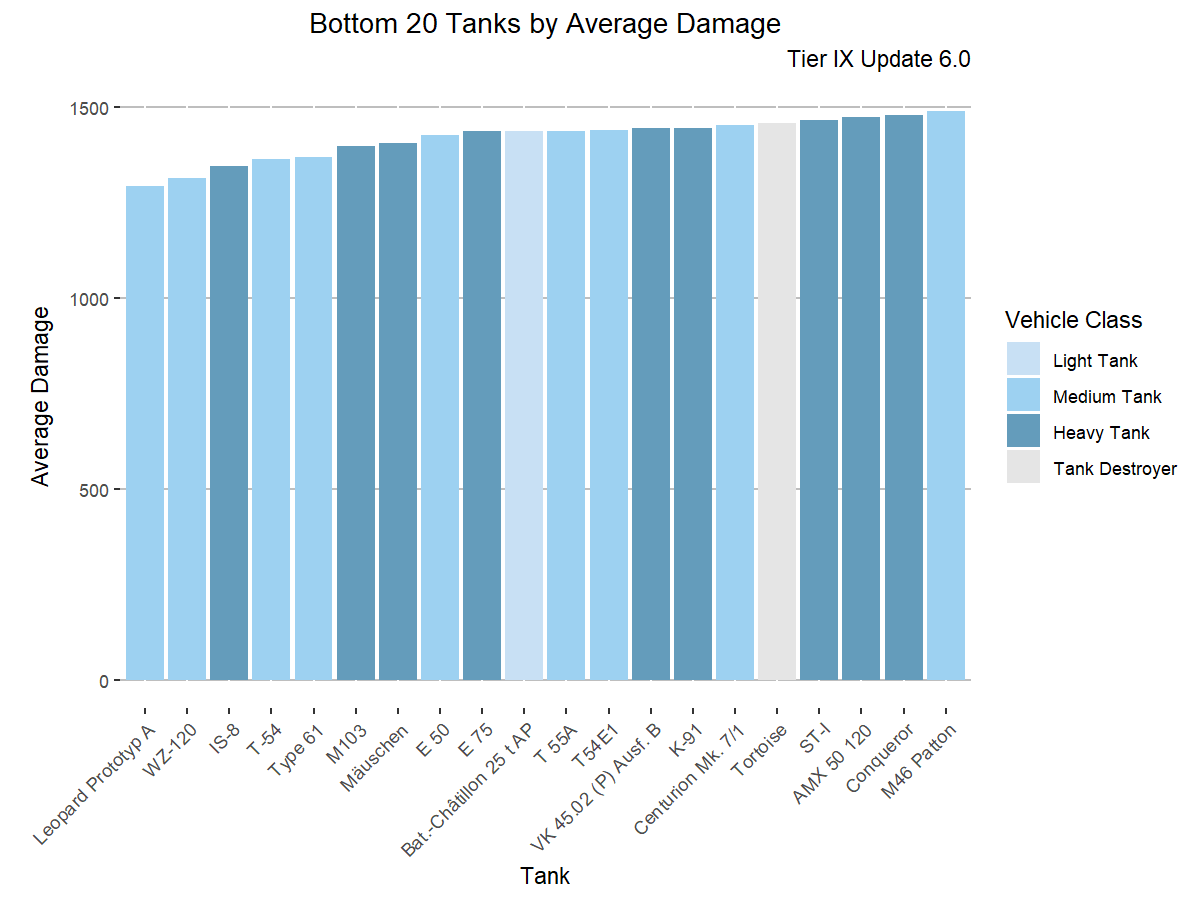 Bottom 20 Tanks by Average Damage
Tier IX Update 6.0
Average Damage
1500
1000
500
0
Leopard Prototyp A
WZ-120
IS-8
T-54
Type 61
M103
Mäuschen
E 50
E 75
Bat.-Châtillon 25 t AP
T 55A
T54E1
VK 45.02 (P) Ausf. B
K-91
Centurion Mk. 7/1
Tortoise
ST-I
AMX 50 120
Conqueror
M46 Patton
Tank
Vehicle Class
Light Tank
Medium Tank
Heavy Tank
Tank Destroyer